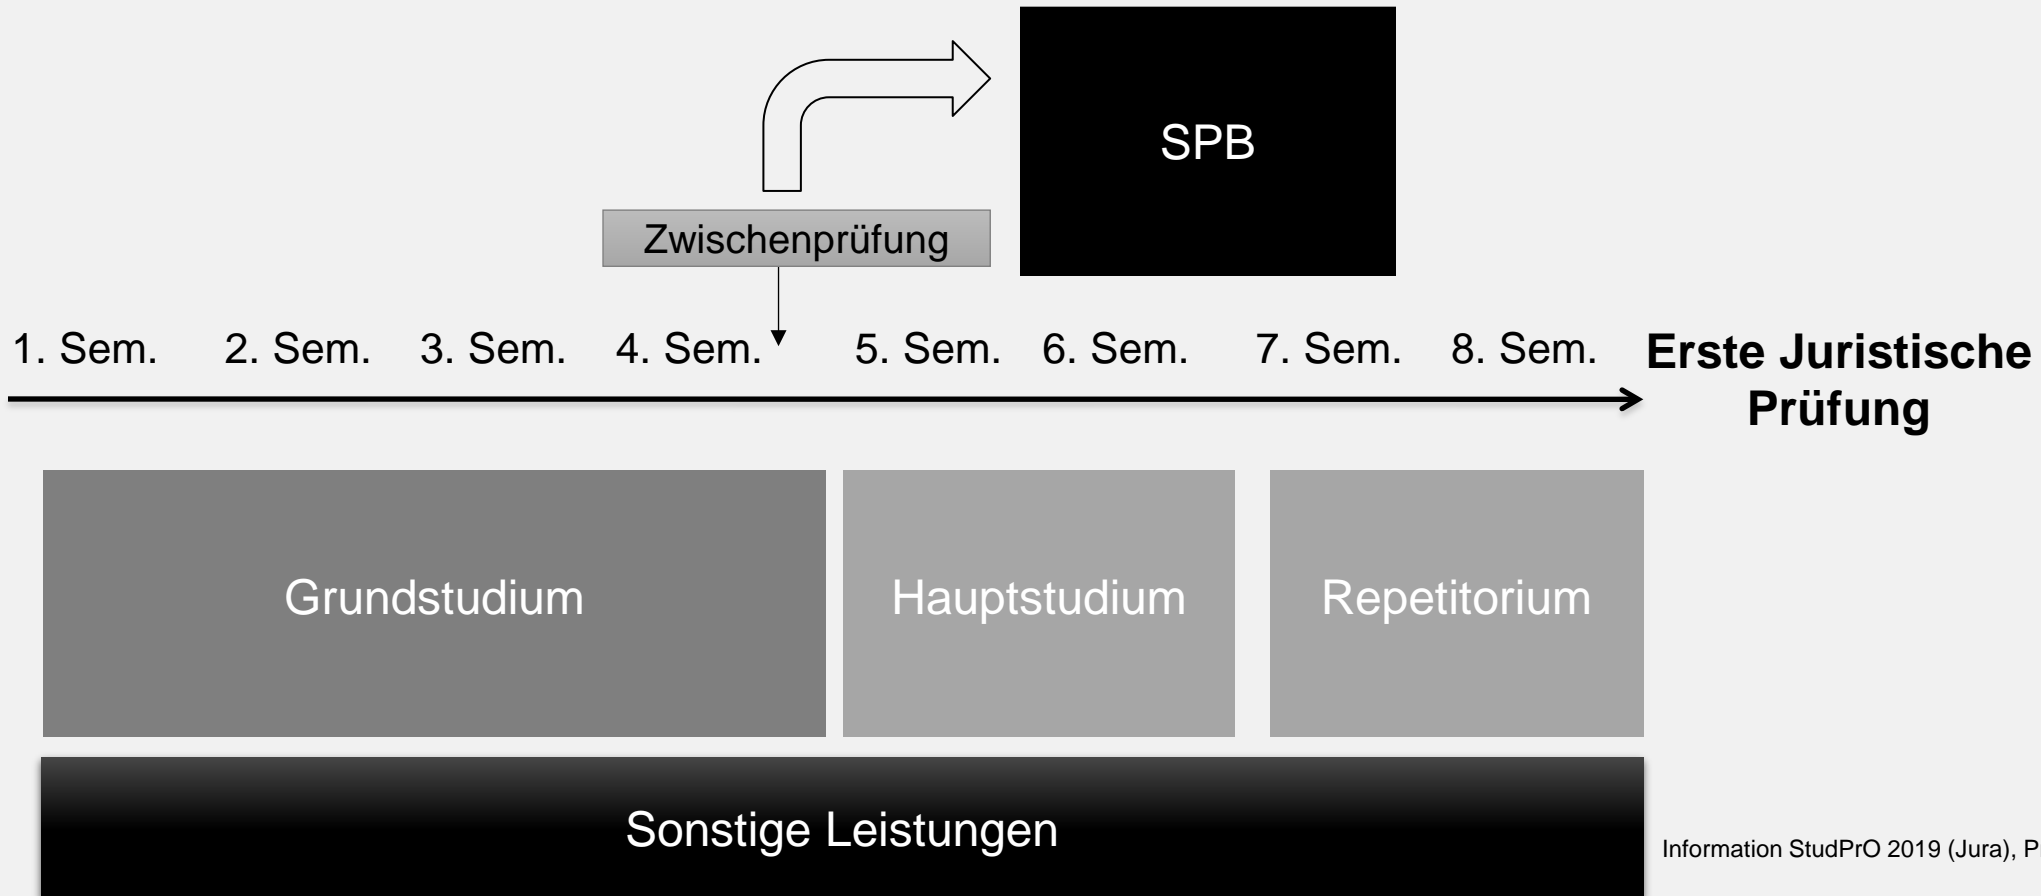 SPB
Zwischenprüfung
1. Sem. 2. Sem. 3. Sem. 4. Sem. 5. Sem. 6. Sem. 7. Sem. 8. Sem.
Erste Juristische
Prüfung
Grundstudium
Hauptstudium
Repetitorium
Sonstige Leistungen
Information StudPrO 2019 (Jura),